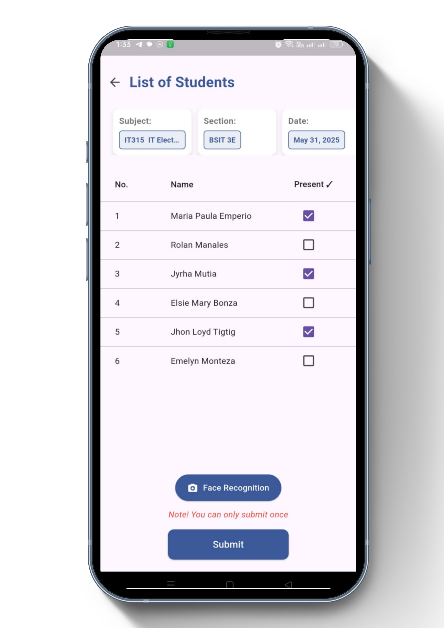 1:33
← List of Students
Subject: Section: Date:
IT315 IT Elect... BSIT 3E May 31, 2025
No. Name Present ✓
1 Maria Paula Emperio
2 Rolan Manales
3 Jyrha Mutia
4 Elsie Mary Bonza
5 Jhon Loyd Tigtig
6 Emelyn Monteza
Face Recognition
Note! You can only submit once
Submit